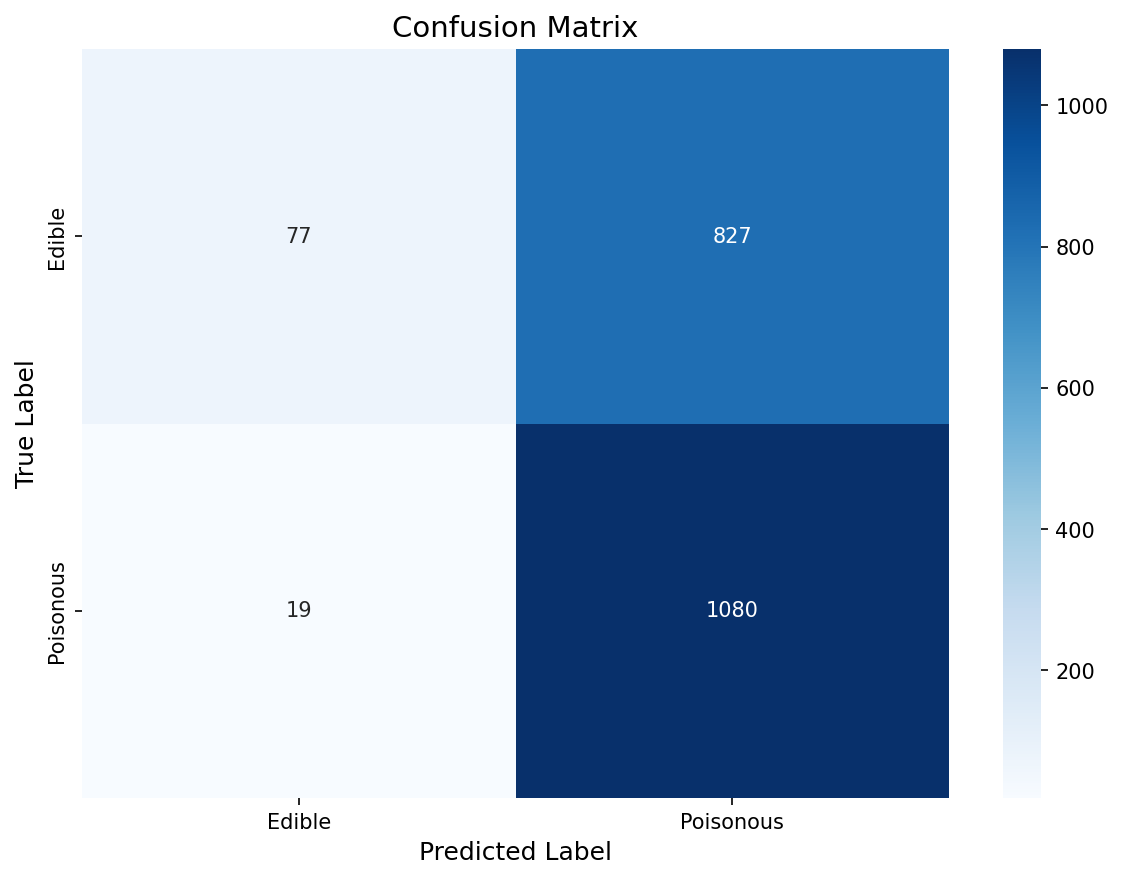 Confusion Matrix
True Label
Edible
77
827
Poisonous
19
1080
Edible
Poisonous
Predicted Label
1000
800
600
400
200